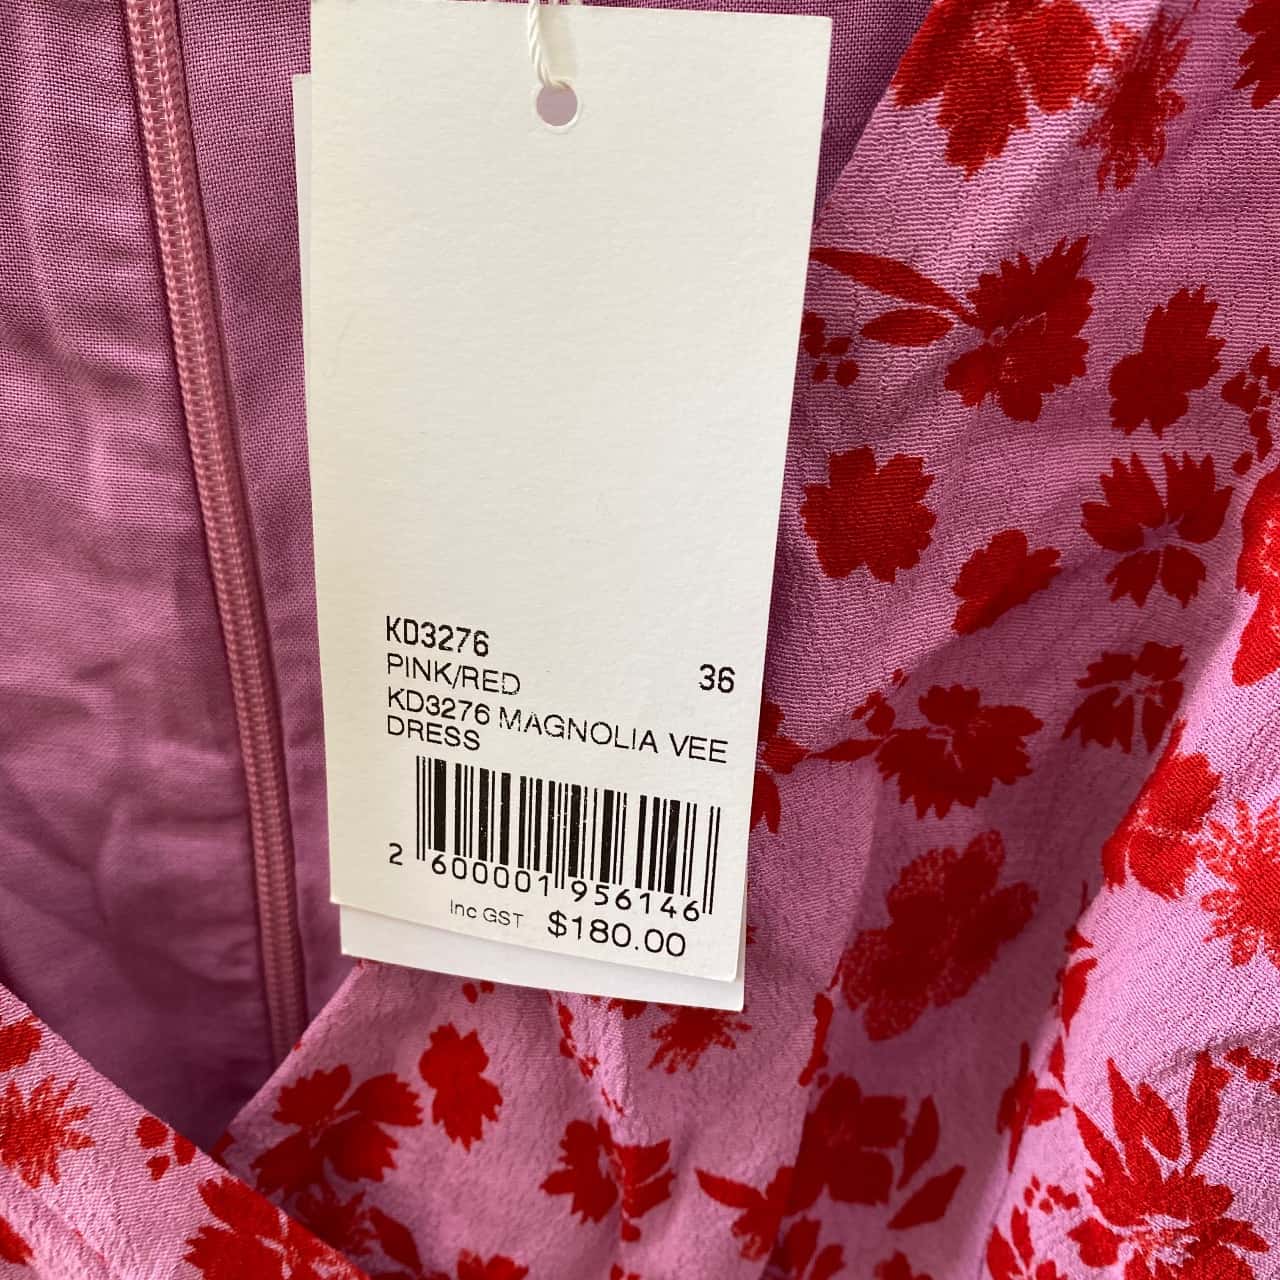 KD3276
PINK/RED 36
KD3276 MAGNOLIA VEE
DRESS
2 600001 956146
Inc GST $180.00